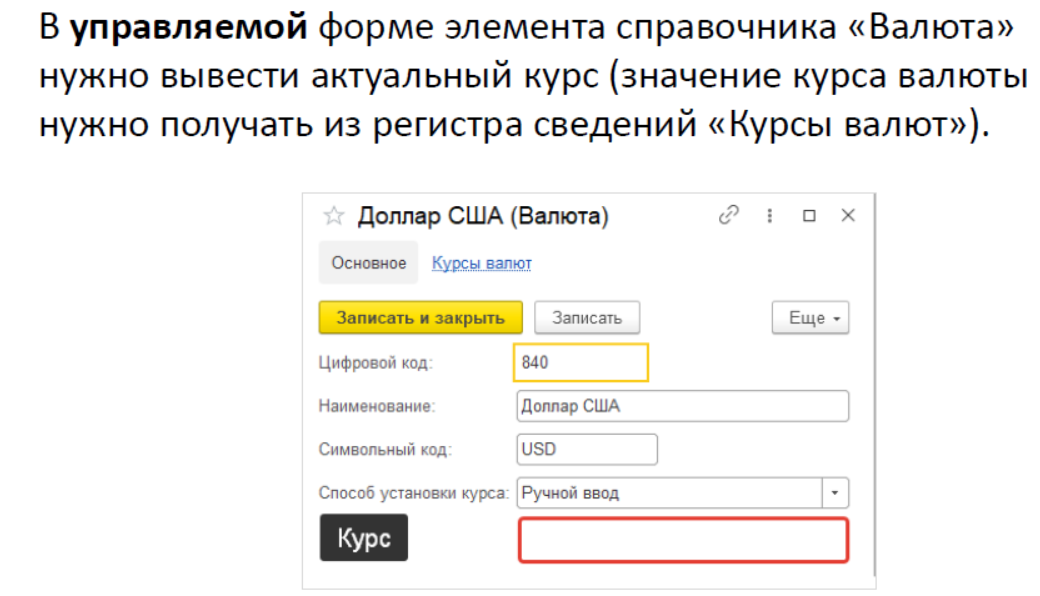 В управляемой форме элемента справочника «Валюта»
нужно вывести актуальный курс (значение курса валюты
нужно получать из регистра сведений «Курсы валют»).
Доллар США (Валюта)
Основное Курсы валют
Записать и закрыть Записать Еще
Цифровой код: 840
Наименование: Доллар США
Символьный код: USD
Способ установки курса: Ручной ввод
Курс